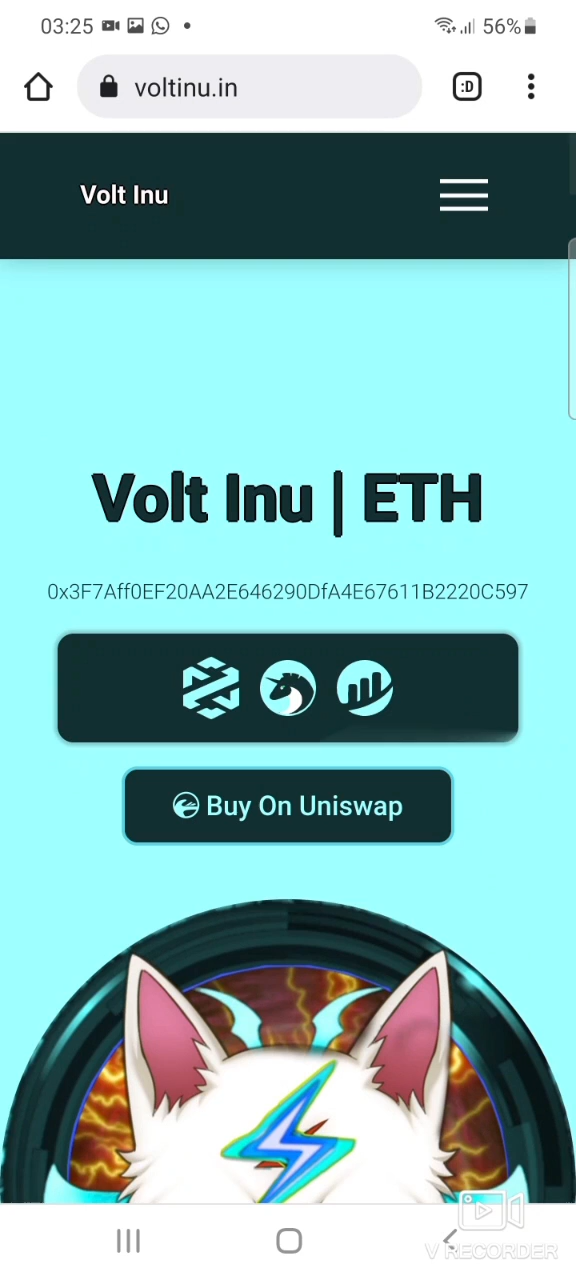 03:25
56%
voltinu.in
:D
Volt Inu
Volt Inu | ETH
0x3F7Aff0EF20AA2E646290DfA4E67611B2220C597
Buy On Uniswap
V RECORDER